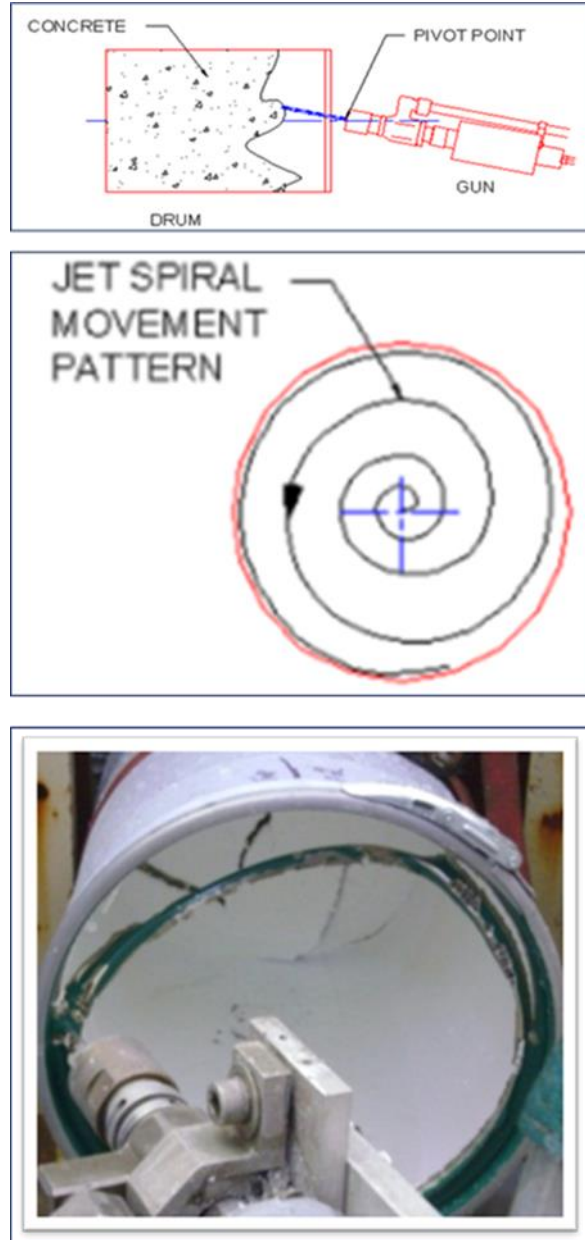 CONCRETE
PIVOT POINT
GUN
DRUM
JET SPIRAL
MOVEMENT
PATTERN